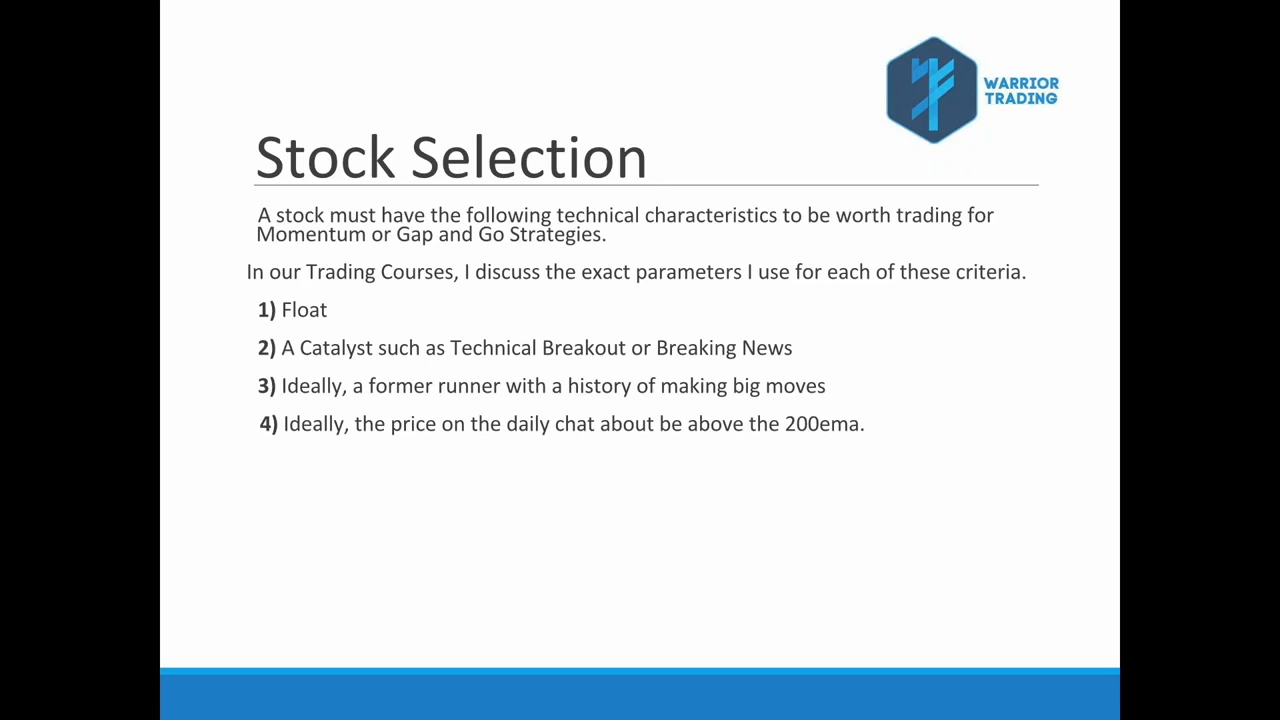 WARRIOR
TRADING
Stock Selection
A stock must have the following technical characteristics to be worth trading for
Momentum or Gap and Go Strategies.
In our Trading Courses, I discuss the exact parameters I use for each of these criteria.
1) Float
2) A Catalyst such as Technical Breakout or Breaking News
3) Ideally, a former runner with a history of making big moves
4) Ideally, the price on the daily chat about be above the 200ema.